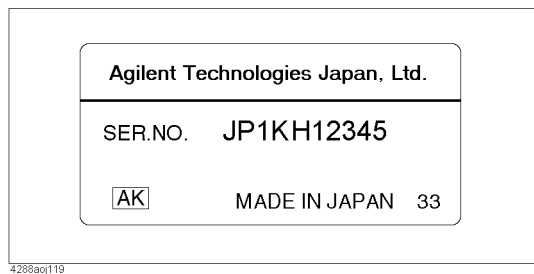 Agilent Technologies Japan, Ltd.
SER.NO. JP1KH12345
AK MADE IN JAPAN 33
4288aoj119